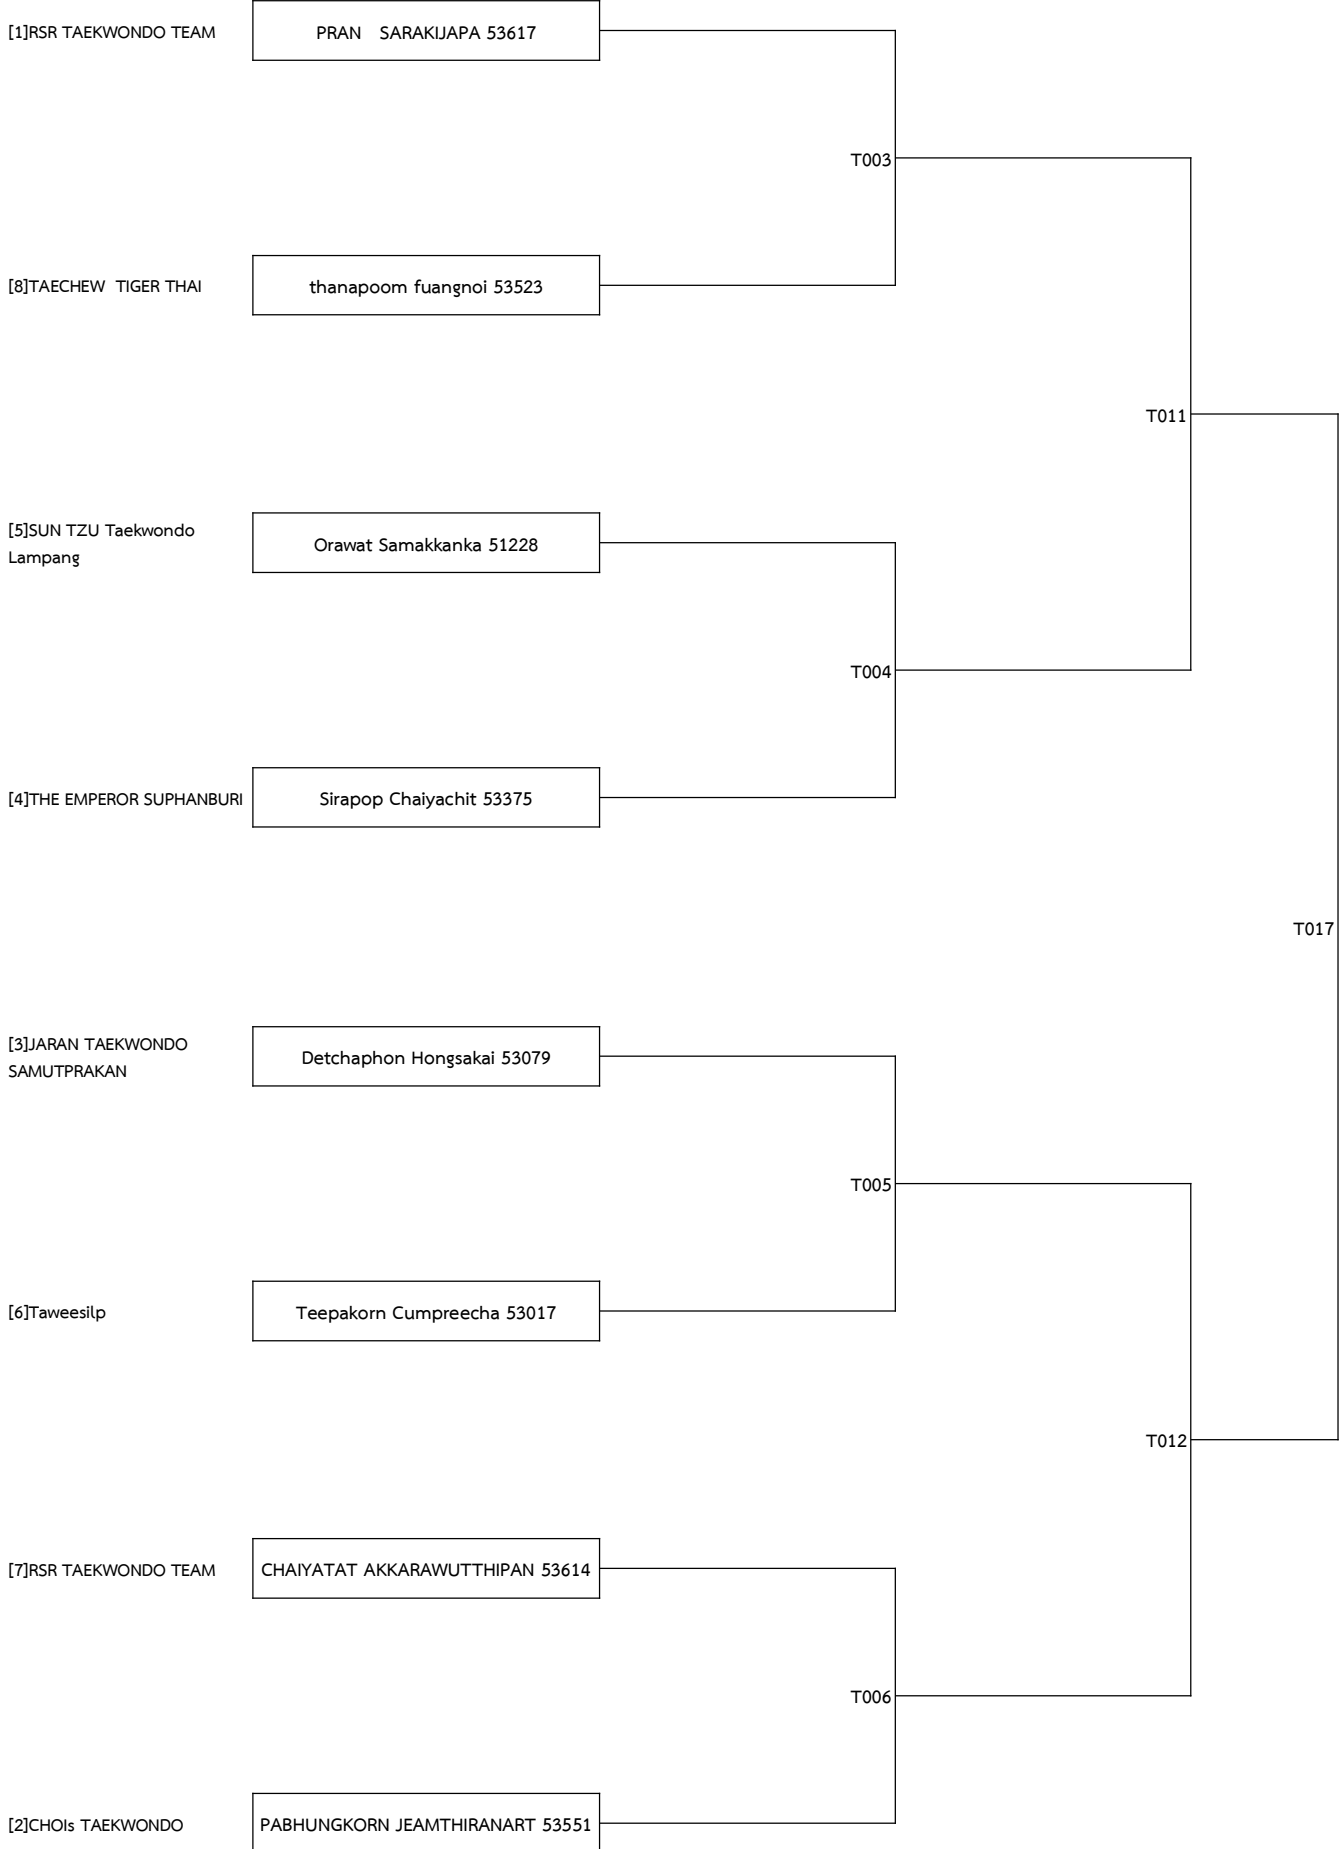 [1]RSR TAEKWONDO TEAM
PRAN   SARAKIJAPA 53617
T003
[8]TAECHEW  TIGER THAI
thanapoom fuangnoi 53523
T011
[5]SUN TZU Taekwondo
Lampang
Orawat Samakkanka 51228
T004
[4]THE EMPEROR SUPHANBURI
Sirapop Chaiyachit 53375
T017
[3]JARAN TAEKWONDO
SAMUTPRAKAN
Detchaphon Hongsakai 53079
T005
[6]Taweesilp
Teepakorn Cumpreecha 53017
T012
[7]RSR TAEKWONDO TEAM
CHAIYATAT AKKARAWUTTHIPAN 53614
T006
[2]CHOIs TAEKWONDO
PABHUNGKORN JEAMTHIRANART 53551